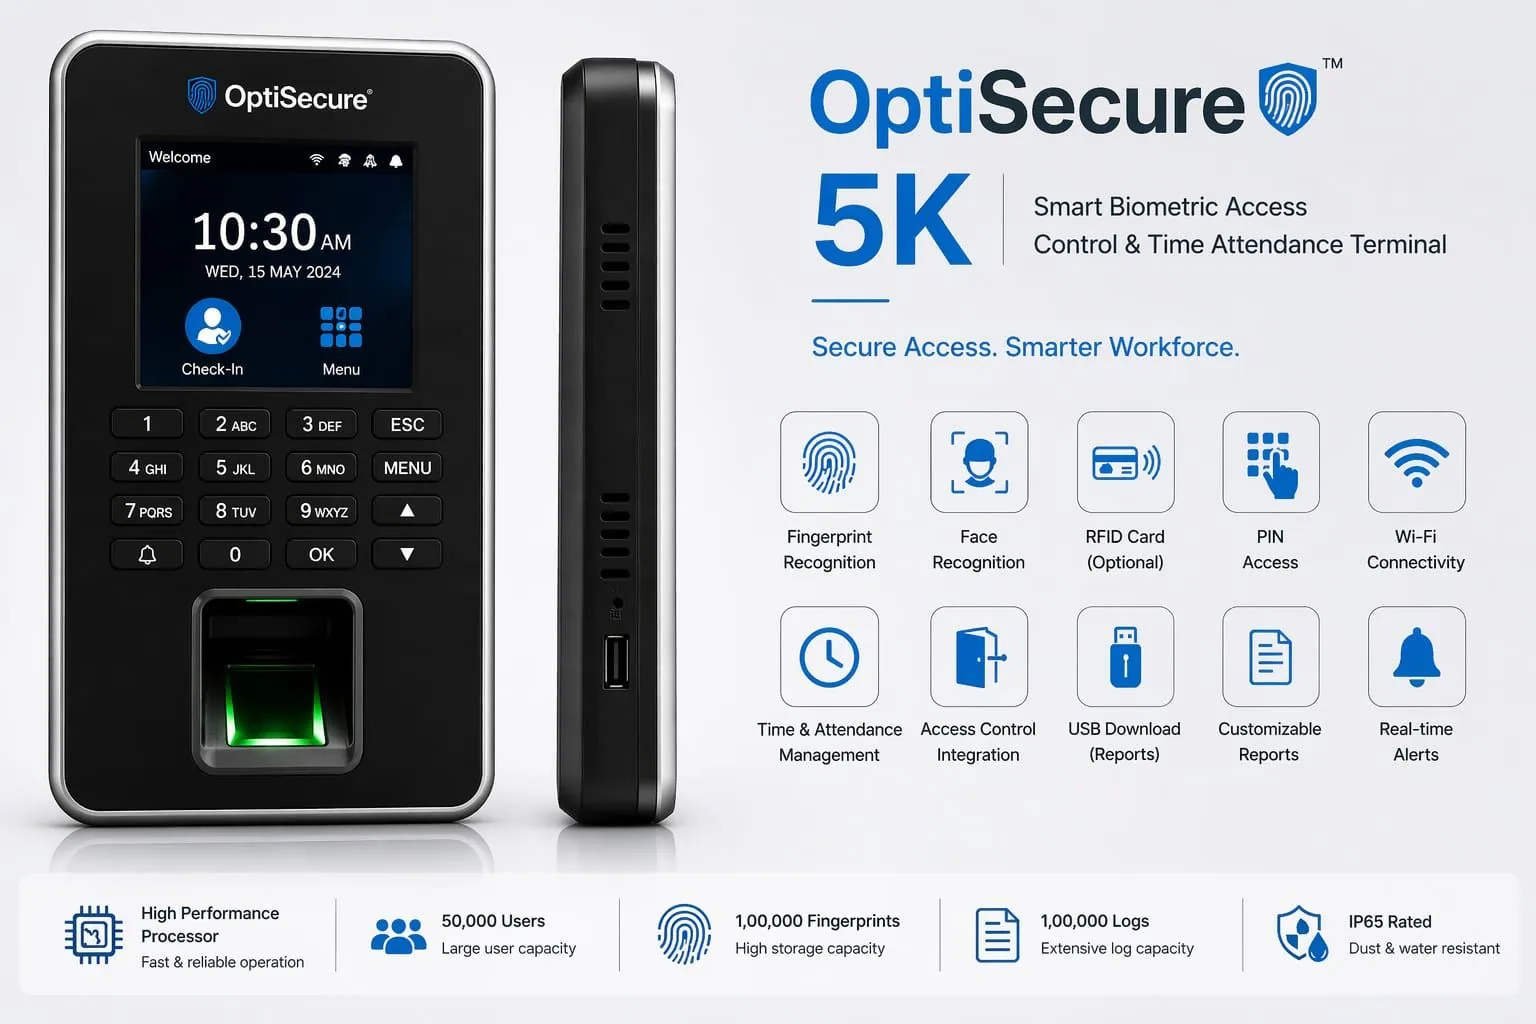 OptiSecure®
Welcome
10:30 AM
WED, 15 MAY 2024
Check-In
Menu
1
2 ABC
3 DEF
ESC
4 GHI
5 JKL
6 MNO
MENU
7 PQRS
8 TUV
9 WXYZ
▲
0
OK
▼
OptiSecure™
5K
Smart Biometric Access
Control & Time Attendance Terminal
Secure Access. Smarter Workforce.
Fingerprint
Recognition
Face
Recognition
RFID Card
(Optional)
PIN
Access
Wi-Fi
Connectivity
Time & Attendance
Management
Access Control
Integration
USB Download
(Reports)
Customizable
Reports
Real-time
Alerts
High Performance
Processor
Fast & reliable operation
50,000 Users
Large user capacity
1,00,000 Fingerprints
High storage capacity
1,00,000 Logs
Extensive log capacity
IP65 Rated
Dust & water resistant